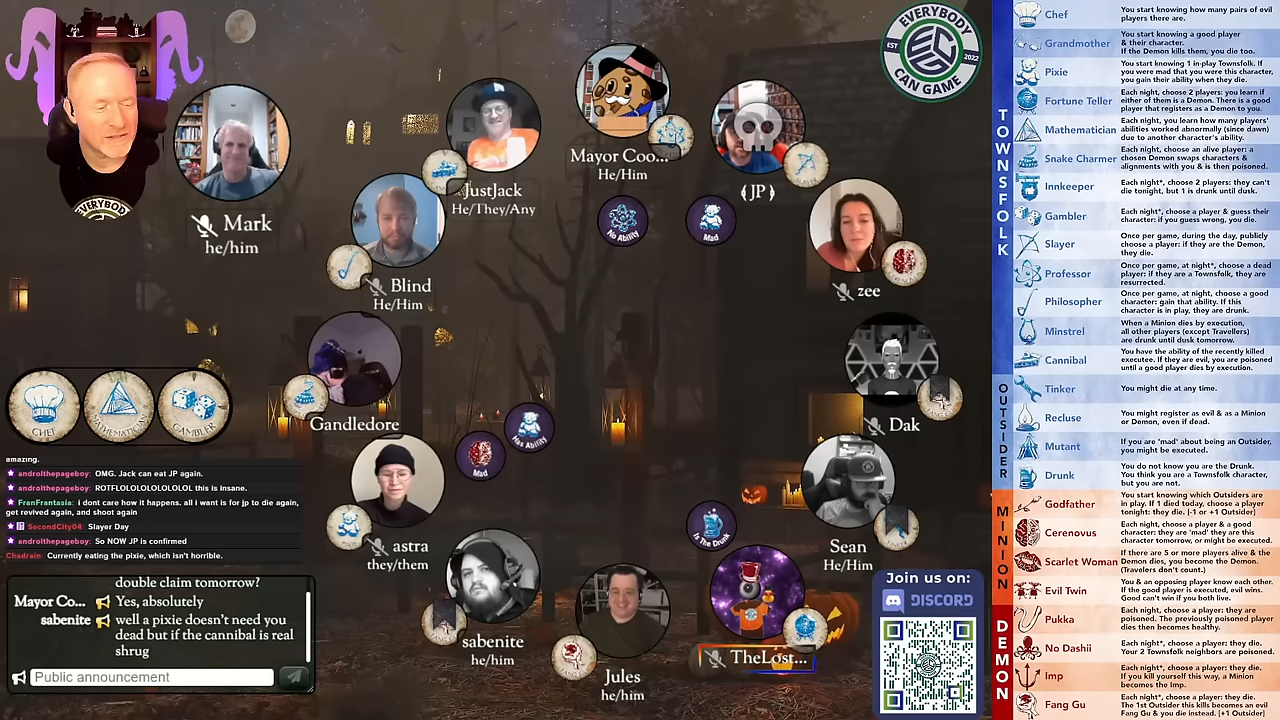 EVERYBODY
EST
2022
CAN GAME
EVERYBODY
Mark
he/him
JustJack
He/They/Any
Mayor Coo...
He/Him
JP
Blind
He/Him
zee
No Ability
Mad
Gandledore
Has Ability
Mad
Dak
astra
they/them
sabenite
he/him
Jules
he/him
Is The Drunk
TheLost...
Sean
He/Him
CHEF
MATHEMATICIAN
GAMBLER
amazing.
androlthepageboy: OMG. Jack can eat JP again.
androlthepageboy: ROTFLOLOLOLOLOLOL this is insane.
FranFrantasia: i dont care how it happens. all i want is for jp to die again,
get revived again, and shoot again
SecondCity04: Slayer Day
androlthepageboy: So NOW JP is confirmed
Chadrain: Currently eating the pixie, which isn't horrible.
double claim tomorrow?
Mayor Co... Yes, absolutely
sabenite well a pixie doesn't need you
dead but if the cannibal is real
shrug
Public announcement
Join us on:
DISCORD
TOWNSFOLK
Chef
You start knowing how many pairs of evil
players there are.
Grandmother
You start knowing a good player
& their character.
If the Demon kills them, you die too.
Pixie
You start knowing 1 in-play Townsfolk. If
you were mad that you were this character,
you gain their ability when they die.
Fortune Teller
Each night, choose 2 players: you learn if
either of them is a Demon. There is a good
player that registers as a Demon to you.
Mathematician
Each night, you learn how many players'
abilities worked abnormally (since dawn)
due to another character's ability.
Snake Charmer
Each night, choose an alive player: a
chosen Demon swaps characters &
alignments with you & is then poisoned.
Innkeeper
Each night*, choose 2 players: they can't
die tonight, but 1 is drunk until dusk.
Gambler
Each night*, choose a player & guess their
character: if you guess wrong, you die.
Slayer
Once per game, during the day, publicly
choose a player: if they are the Demon,
they die.
Professor
Once per game, at night*, choose a dead
player: if they are a Townsfolk, they are
resurrected.
Philosopher
Once per game, at night, choose a good
character: gain that ability. If this
character is in play, they are drunk.
Minstrel
When a Minion dies by execution,
all other players (except Travellers)
are drunk until dusk tomorrow.
Cannibal
You have the ability of the recently killed
executee. If they are evil, you are poisoned
until a good player dies by execution.
OUTSIDER
Tinker
You might die at any time.
Recluse
You might register as evil & as a Minion
or Demon, even if dead.
Mutant
If you are 'mad' about being an Outsider,
you might be executed.
Drunk
You do not know you are the Drunk.
You think you are a Townsfolk character,
but you are not.
MINION
Godfather
You start knowing which Outsiders are
in play. If 1 died today, choose a player
tonight: they die. [-1 or +1 Outsider]
Cerenovus
Each night, choose a player & a good
character: they are 'mad' they are this
character tomorrow, or might be executed.
Scarlet Woman
If there are 5 or more players alive & the
Demon dies, you become the Demon.
(Travelers don't count.)
Evil Twin
You & an opposing player know each other.
If the good player is executed, evil wins.
Good can't win if you both live.
DEMON
Pukka
Each night, choose a player: they are
poisoned. The previously poisoned player
dies then becomes healthy.
No Dashii
Each night*, choose a player: they die.
Your 2 Townsfolk neighbors are poisoned.
Imp
Each night*, choose a player: they die.
If you kill yourself this way, a Minion
becomes the Imp.
Fang Gu
Each night*, choose a player: they die.
The 1st Outsider this kills becomes an evil
Fang Gu & you die instead. [+1 Outsider]